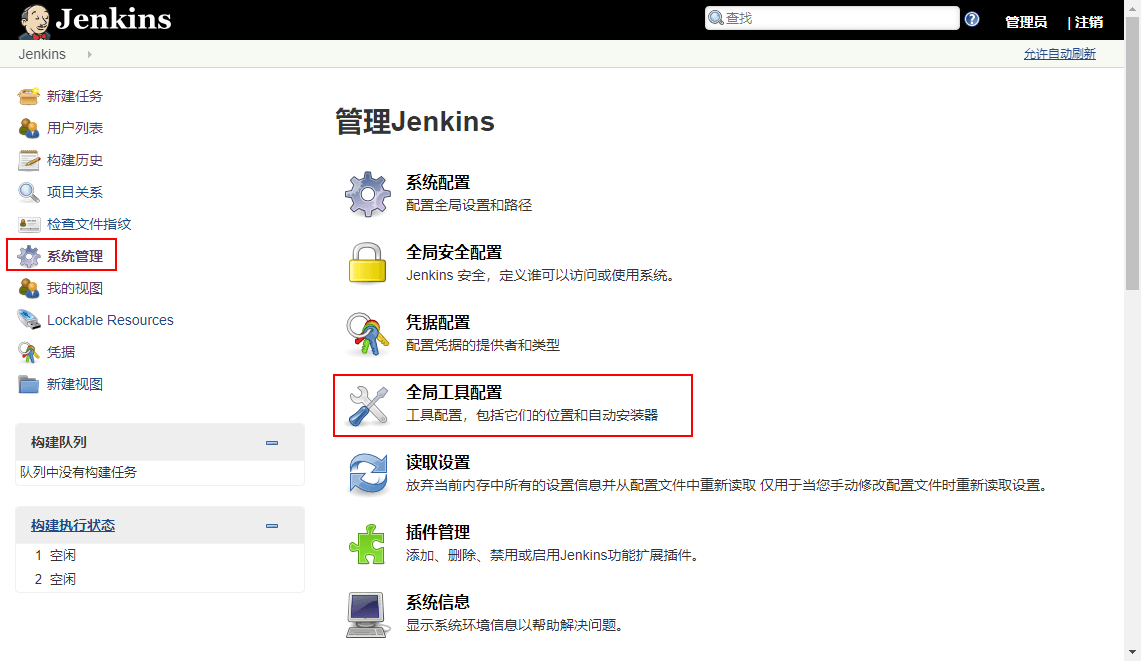 Jenkins
查找
管理员
| 注销
Jenkins
允许自动刷新
新建任务
用户列表
构建历史
项目关系
检查文件指纹
系统管理
我的视图
Lockable Resources
凭据
新建视图
构建队列
队列中没有构建任务
构建执行状态
1 空闲
2 空闲
管理Jenkins
系统配置
配置全局设置和路径
全局安全配置
Jenkins 安全，定义谁可以访问或使用系统。
凭据配置
配置凭据的提供者和类型
全局工具配置
工具配置，包括它们的位置和自动安装器
读取设置
放弃当前内存中所有的设置信息并从配置文件中重新读取 仅用于当您手动修改配置文件时重新读取设置。
插件管理
添加、删除、禁用或启用Jenkins功能扩展插件。
系统信息
显示系统环境信息以帮助解决问题。